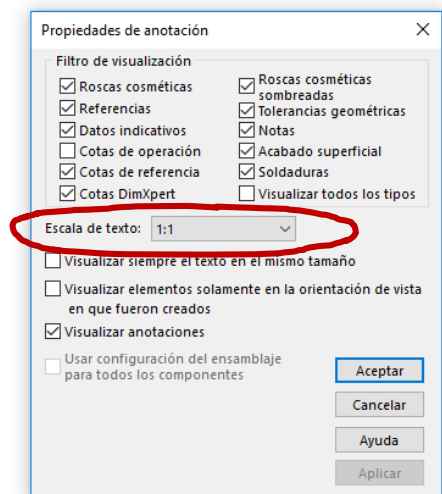 Propiedades de anotación
Filtro de visualización
Roscas cosméticas
Roscas cosméticas
sombreadas
Referencias
Tolerancias geométricas
Datos indicativos
Notas
Cotas de operación
Acabado superficial
Cotas de referencia
Soldaduras
Cotas DimXpert
Visualizar todos los tipos
Escala de texto: 1:1
Visualizar siempre el texto en el mismo tamaño
Visualizar elementos solamente en la orientación de vista
en que fueron creados
Visualizar anotaciones
Usar configuración del ensamblaje
para todos los componentes
Aceptar
Cancelar
Ayuda
Aplicar